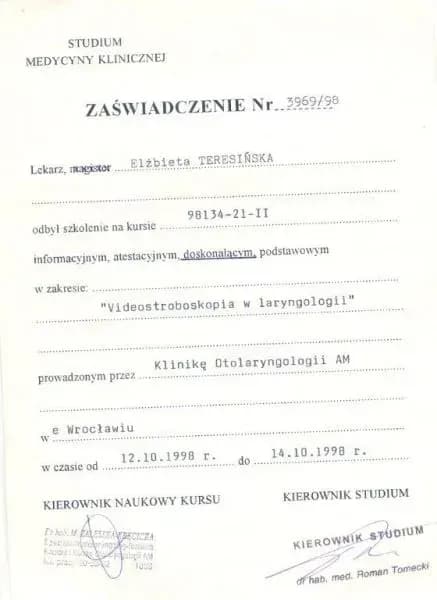 STUDIUM
MEDYCYNY KLINICZNEJ
ZAŚWIADCZENIE Nr 3969/98
Lekarz, magister Elżbieta TERESIŃSKA
odbył szkolenie na kursie 98134-21-II
informacyjnym, atestacyjnym, doskonalącym, podstawowym
w zakresie:
"Videostroboskopia w laryngologii"
prowadzonym przez Klinikę Otolaryngologii AM
w e Wrocławiu
w czasie od 12.10.1998 r. do 14.10.1998 r.
KIEROWNIK NAUKOWY KURSU
KIEROWNIK STUDIUM
Dr hab. M.
KIEROWNIK STUDIUM
dr hab. med. Roman Tomecki